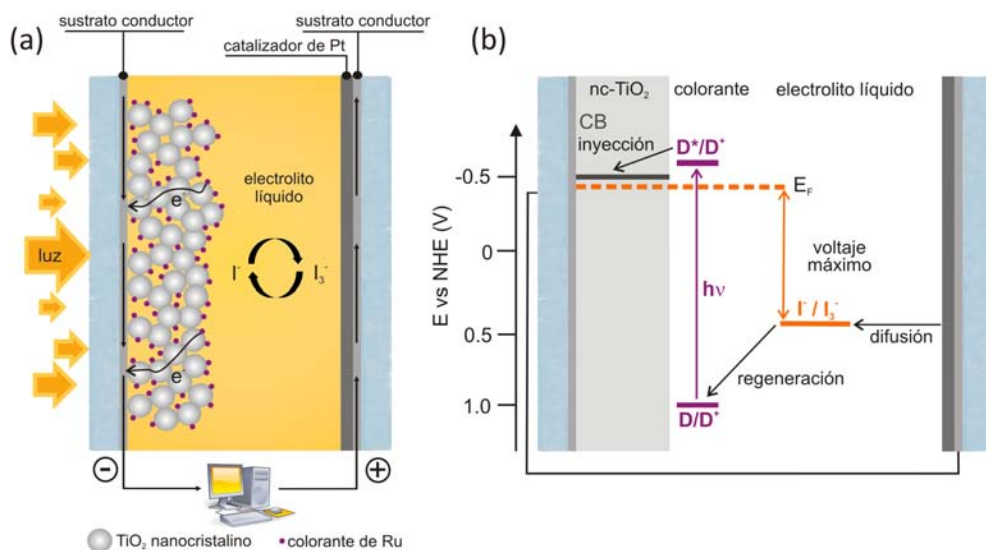 (a)
sustrato conductor
sustrato conductor
catalizador de Pt
luz
e-
e-
electrolito
líquido
I-
I3-
−
+
TiO2 nanocristalino
colorante de Ru
(b)
nc-TiO2
colorante
electrolito líquido
CB
inyección
D*/D+
-0.5
0
0.5
1.0
E vs NHE (V)
EF
voltaje
máximo
hν
I- / I3-
difusión
regeneración
D/D+